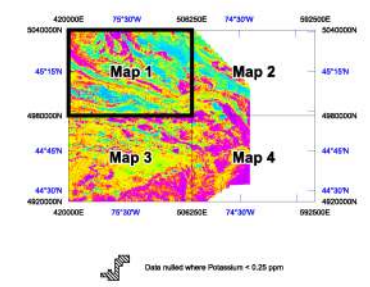 420000E 75°30'W 506250E 74°30'W 592500E
5040000N 5040000N
45°15'N Map 1 Map 2 45°15'N
4980000N 4980000N
44°45'N Map 3 Map 4 44°45'N
44°30'N 44°30'N
4920000N 4920000N
420000E 75°30'W 506250E 74°30'W 592500E
Data nulled where Potassium < 0.25 ppm